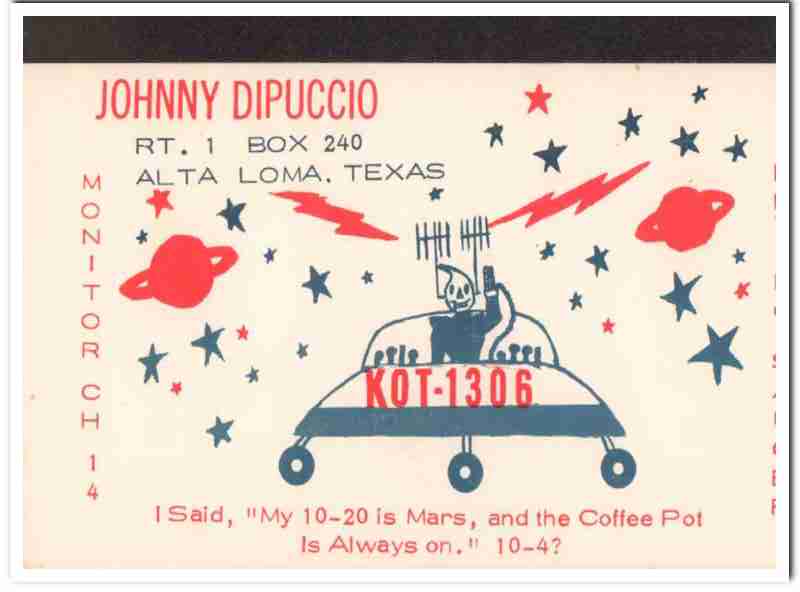 JOHNNY DIPUCCIO
RT. 1 BOX 240
ALTA LOMA, TEXAS
MONITOR CH 14
KOT-1306
I Said, "My 10-20 is Mars, and the Coffee Pot
Is Always on." 10-4?